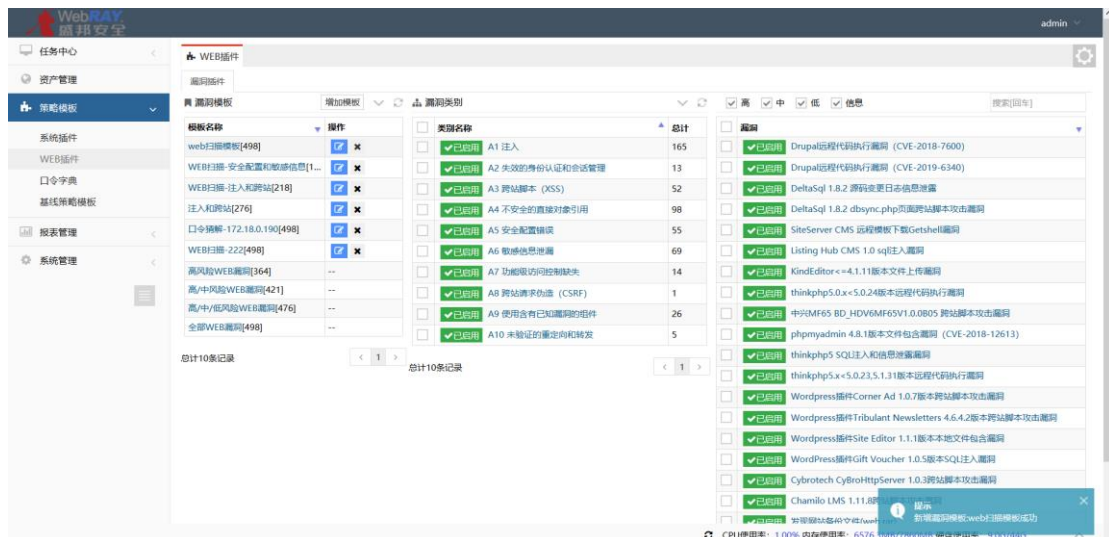 WebRAY
盛邦安全
admin
任务中心
资产管理
策略模板
系统插件
WEB插件
口令字典
基线策略模板
报表管理
系统管理
WEB插件
漏洞插件
漏洞模板 增加模板
模板名称 操作
web扫描模板[498]
WEB扫描-安全配置和敏感信息[1...
WEB扫描-注入和跨站[218]
注入和跨站[276]
口令猜解-172.18.0.190[498]
WEB扫描-222[498]
高风险WEB漏洞[364] --
高/中风险WEB漏洞[421] --
高/中/低风险WEB漏洞[476] --
全部WEB漏洞[498] --
总计10条记录 < 1 >
漏洞类别
类别名称 总计
已启用 A1 注入 165
已启用 A2 失效的身份认证和会话管理 13
已启用 A3 跨站脚本（XSS） 52
已启用 A4 不安全的直接对象引用 98
已启用 A5 安全配置错误 55
已启用 A6 敏感信息泄漏 69
已启用 A7 功能级访问控制缺失 14
已启用 A8 跨站请求伪造（CSRF） 1
已启用 A9 使用含有已知漏洞的组件 26
已启用 A10 未验证的重定向和转发 5
总计10条记录 < 1 >
高 中 低 信息 搜索[回车]
漏洞
已启用 Drupal远程代码执行漏洞（CVE-2018-7600）
已启用 Drupal远程代码执行漏洞（CVE-2019-6340）
已启用 DeltaSql 1.8.2 源码变更日志信息泄露
已启用 DeltaSql 1.8.2 dbsync.php页面跨站脚本攻击漏洞
已启用 SiteServer CMS 远程模板下载Getshell漏洞
已启用 Listing Hub CMS 1.0 sql注入漏洞
已启用 KindEditor<=4.1.11版本文件上传漏洞
已启用 thinkphp5.0.x<5.0.24版本远程代码执行漏洞
已启用 中兴MF65 BD_HDV6MF65V1.0.0B05 跨站脚本攻击漏洞
已启用 phpmyadmin 4.8.1版本文件包含漏洞（CVE-2018-12613）
已启用 thinkphp5 SQL注入和信息泄露漏洞
已启用 thinkphp5.x<5.0.23,5.1.31版本远程代码执行漏洞
已启用 Wordpress插件Corner Ad 1.0.7版本跨站脚本攻击漏洞
已启用 Wordpress插件Tribulant Newsletters 4.6.4.2版本跨站脚本攻击漏洞
已启用 Wordpress插件Site Editor 1.1.1版本本地文件包含漏洞
已启用 WordPress插件Gift Voucher 1.0.5版本SQL注入漏洞
已启用 Cybrotech CyBroHttpServer 1.0.3跨站脚本攻击漏洞
已启用 Chamilo LMS 1.11.8
已启用 发现网站备份文件(web
提示
新增漏洞模板:web扫描模板成功
CPU使用率：1.00% 内存使用率：6576